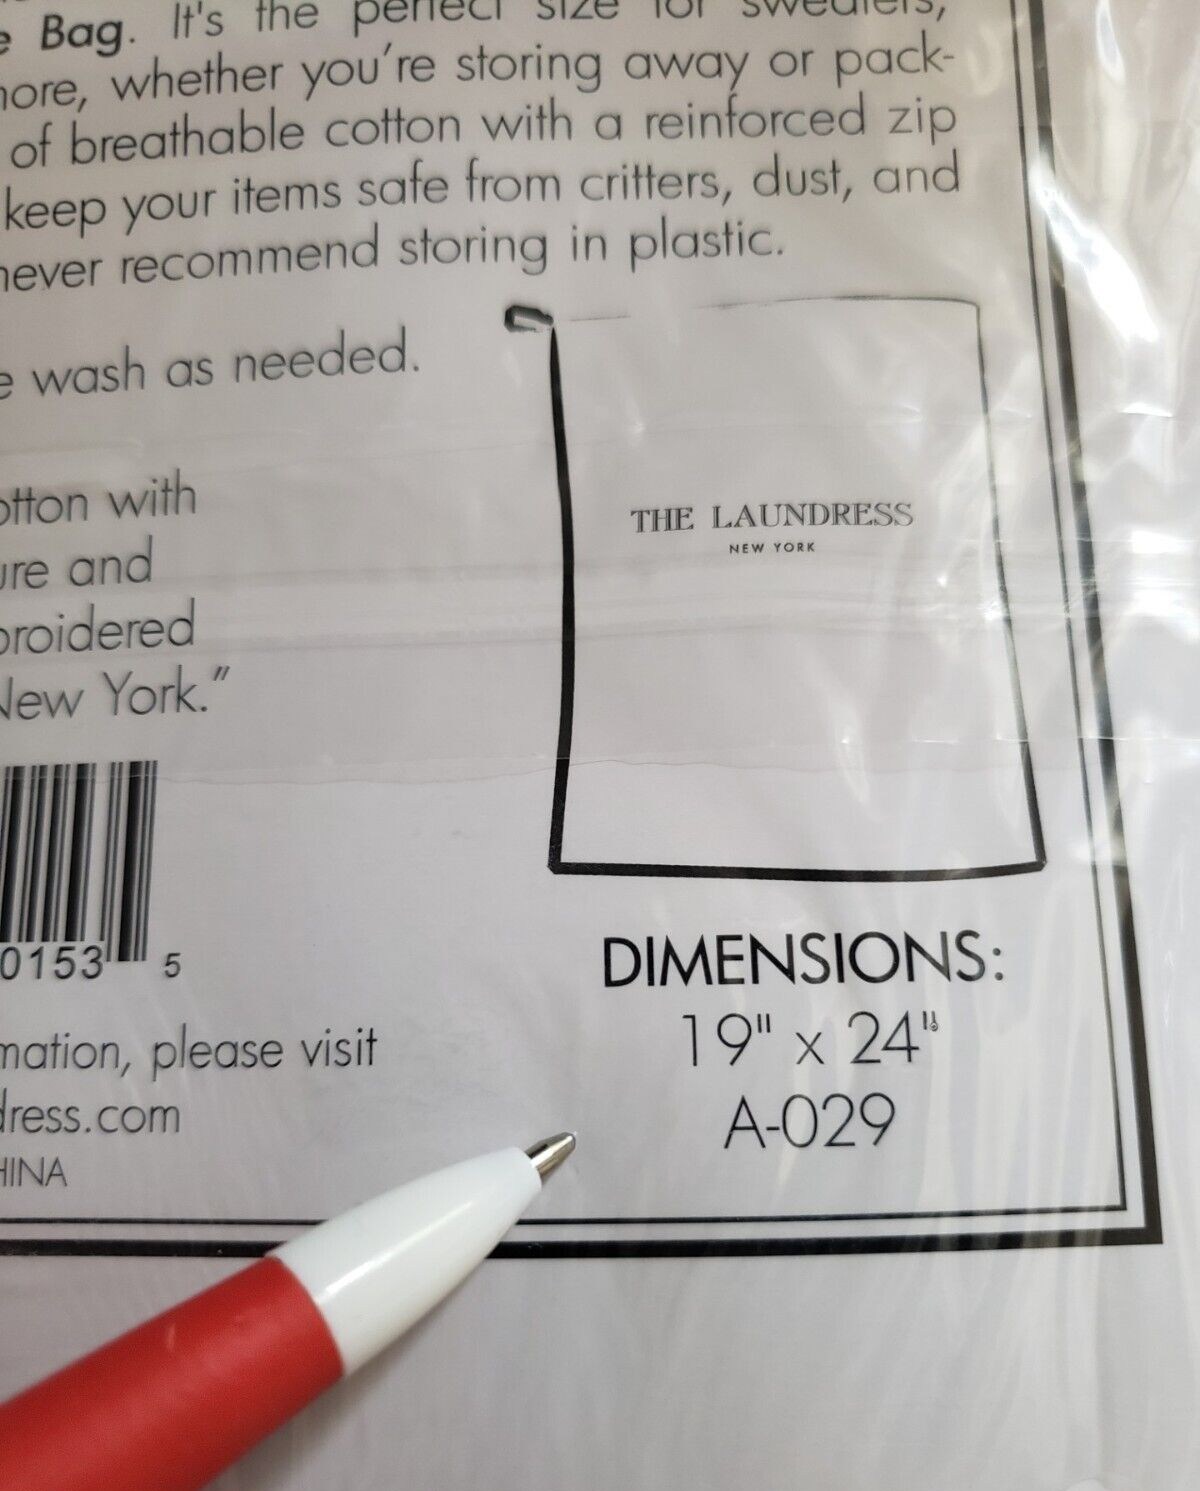 e Bag. It's the perfect size for sweaters,
more, whether you're storing away or pack-
of breathable cotton with a reinforced zip
keep your items safe from critters, dust, and
never recommend storing in plastic.
e wash as needed.
otton with
ure and
broidered
New York."
THE LAUNDRESS
NEW YORK
0153 5
DIMENSIONS:
19" x 24"
A-029
mation, please visit
dress.com
HINA